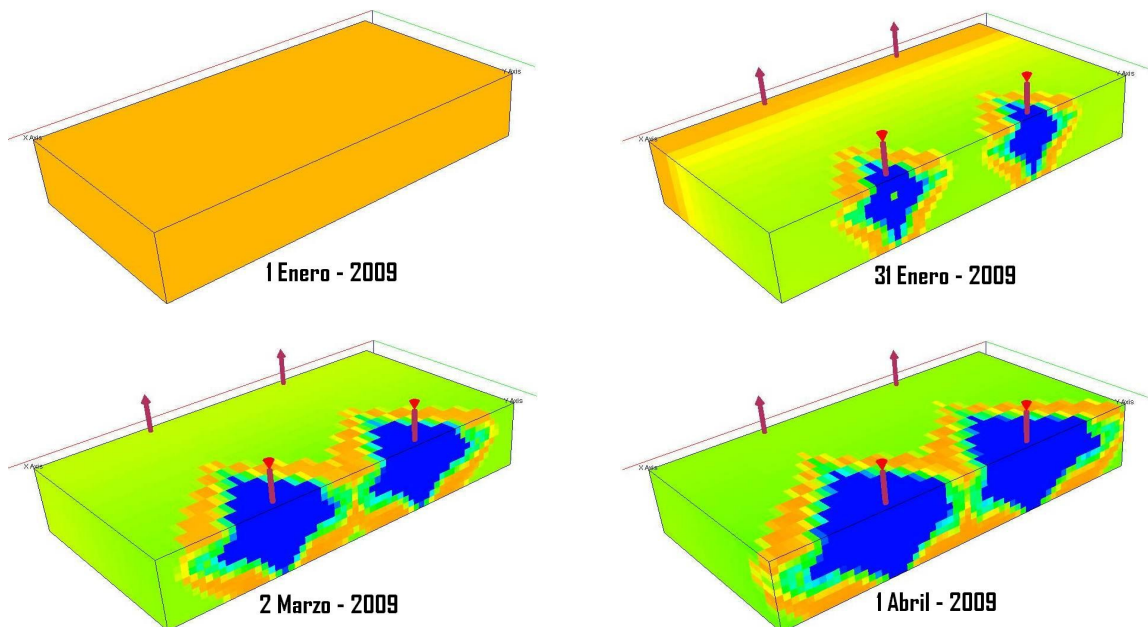 X Axis
Y Axis
1 Enero - 2009
X Axis
Y Axis
31 Enero - 2009
X Axis
Y Axis
2 Marzo - 2009
X Axis
Y Axis
1 Abril - 2009